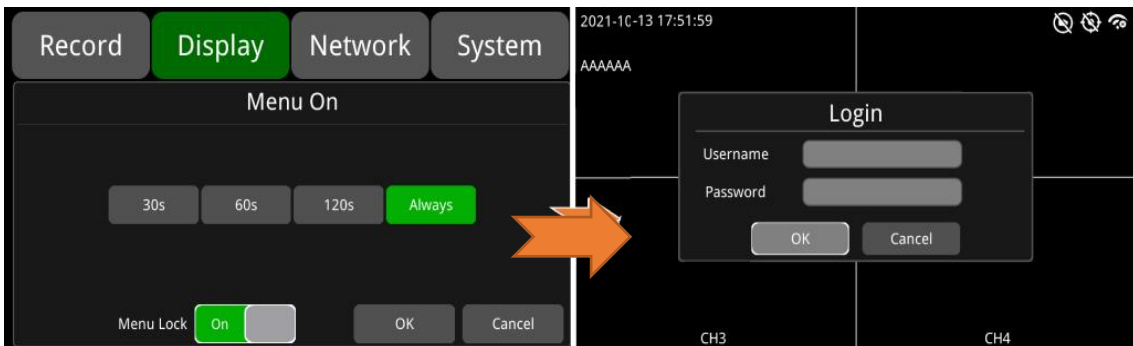 Record Display Network System
Menu On
30s 60s 120s Always
Menu Lock On OK Cancel
2021-10-13 17:51:59
AAAAAA
Login
Username
Password
OK Cancel
CH3 CH4